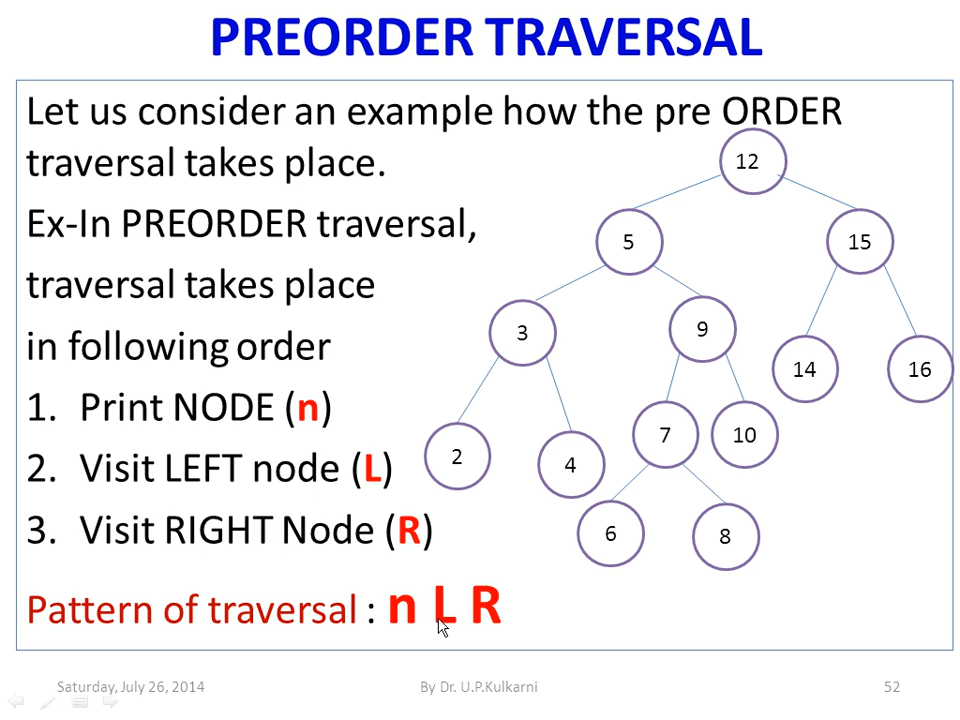 PREORDER TRAVERSAL
Let us consider an example how the pre ORDER
traversal takes place.
Ex-In PREORDER traversal,
traversal takes place
in following order
1. Print NODE (n)
2. Visit LEFT node (L)
3. Visit RIGHT Node (R)
Pattern of traversal : n L R
12
5
15
3
9
14
16
2
4
7
10
6
8
Saturday, July 26, 2014
By Dr. U.P.Kulkarni
52